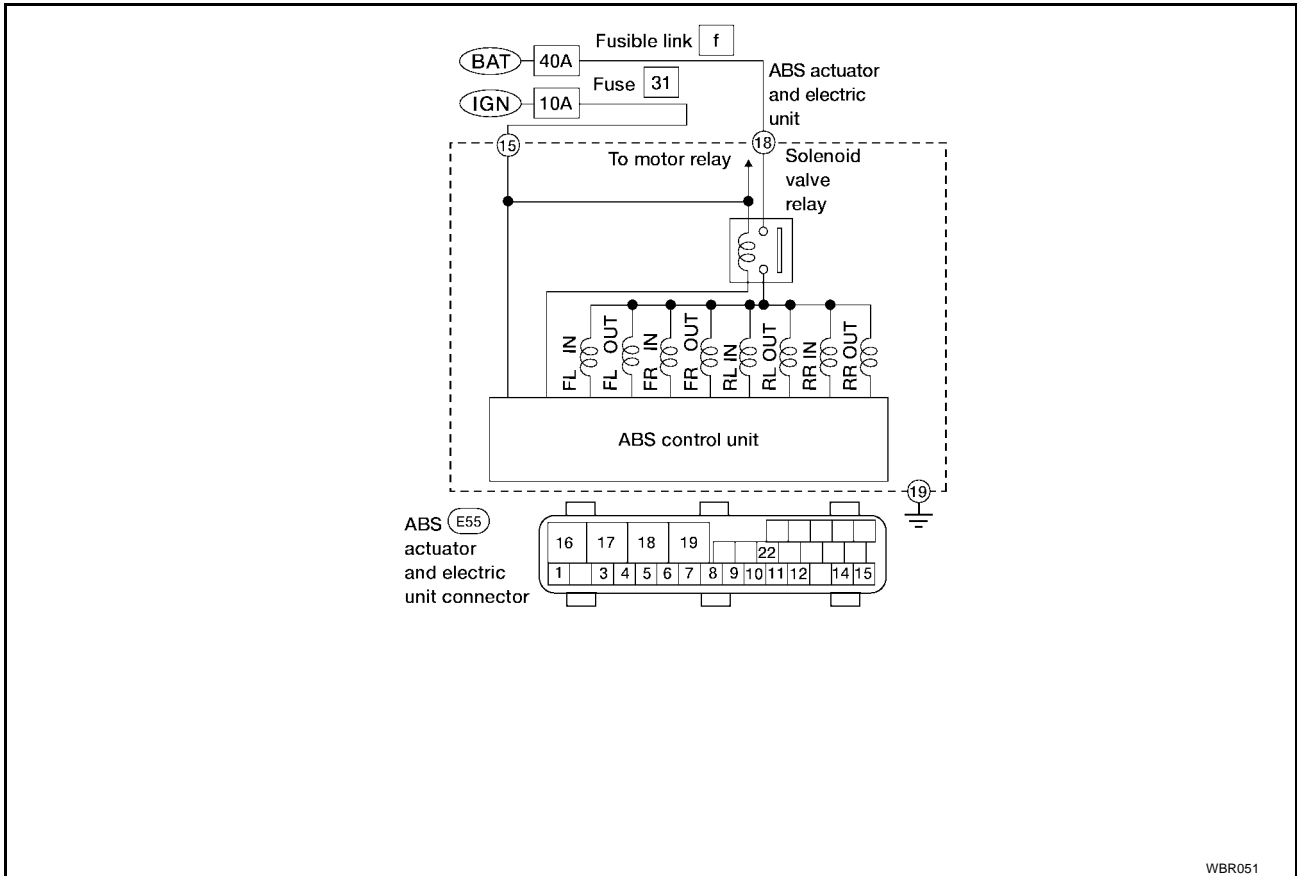 Fusible link f
BAT 40A
Fuse 31
IGN 10A
ABS actuator
and electric
unit
15
18
To motor relay
Solenoid
valve
relay
FL IN
FL OUT
FR IN
FR OUT
RL IN
RL OUT
RR IN
RR OUT
ABS control unit
19
ABS E55
actuator
and electric
unit connector
16 17 18 19
22
1 3 4 5 6 7 8 9 10 11 12 14 15
WBR051